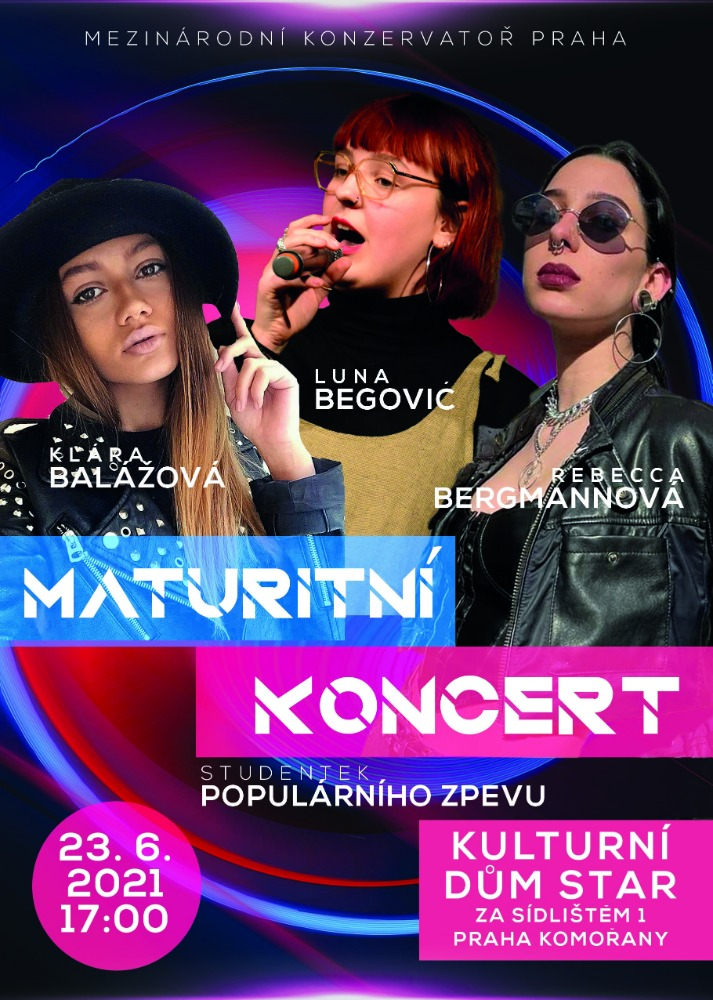 MEZINÁRODNÍ KONZERVATOŘ PRAHA
LUNA
BEGOVIĆ
KLÁRA
BALÁŽOVÁ
REBECCA
BERGMANNOVÁ
MATURITNÍ
KONCERT
STUDENTEK
POPULÁRNÍHO ZPEVU
23. 6.
2021
17:00
KULTURNÍ
DŮM STAR
ZA SÍDLIŠTĚM 1
PRAHA KOMOŘANY